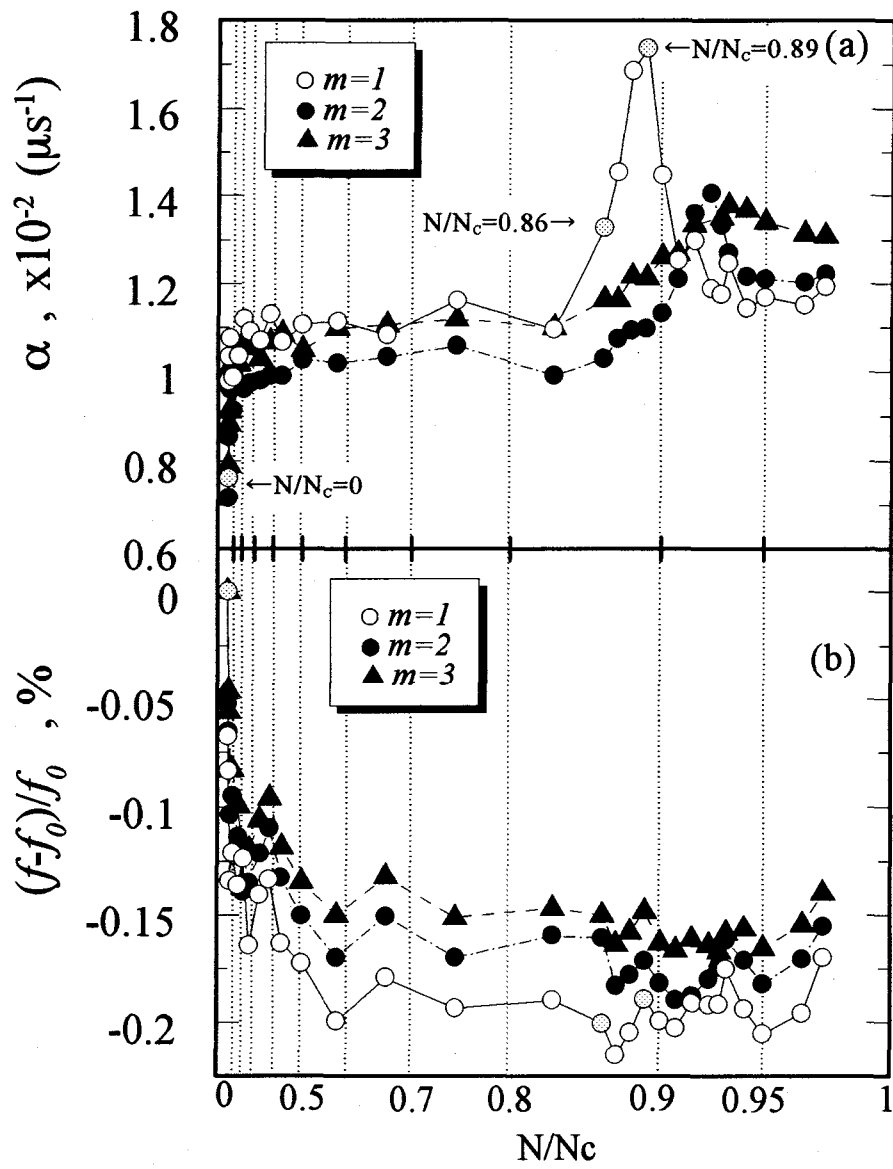 1.8
1.6
1.4
1.2
1
0.8
0.6
α , x10⁻² (μs⁻¹)
m=1
m=2
m=3
←N/Nc=0.89
(a)
N/Nc=0.86→
←N/Nc=0
0
-0.05
-0.1
-0.15
-0.2
(f-f₀)/f₀ , %
m=1
m=2
m=3
(b)
0 0.5 0.7 0.8 0.9 0.95 1
N/Nc